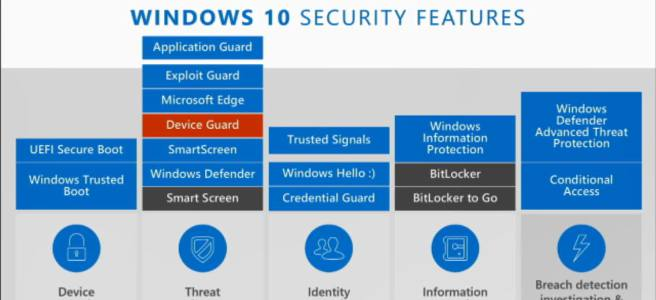 WINDOWS 10 SECURITY FEATURES
UEFI Secure Boot
Windows Trusted
Boot
Device
Application Guard
Exploit Guard
Microsoft Edge
Device Guard
SmartScreen
Windows Defender
Smart Screen
Threat
Trusted Signals
Windows Hello :)
Credential Guard
Identity
Windows
Information
Protection
BitLocker
BitLocker to Go
Information
Windows
Defender
Advanced Threat
Protection
Conditional
Access
Breach detection
investigation &